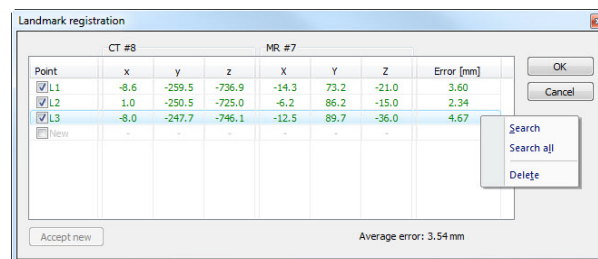 Landmark registration
CT #8 MR #7
Point x y z X Y Z Error [mm]
L1 -8.6 -259.5 -736.9 -14.3 73.2 -21.0 3.60
L2 1.0 -250.5 -725.0 -6.2 86.2 -15.0 2.34
L3 -8.0 -247.7 -746.1 -12.5 89.7 -36.0 4.67
New - - - - - - -
OK
Cancel
Search
Search all
Delete
Accept new
Average error: 3.54 mm